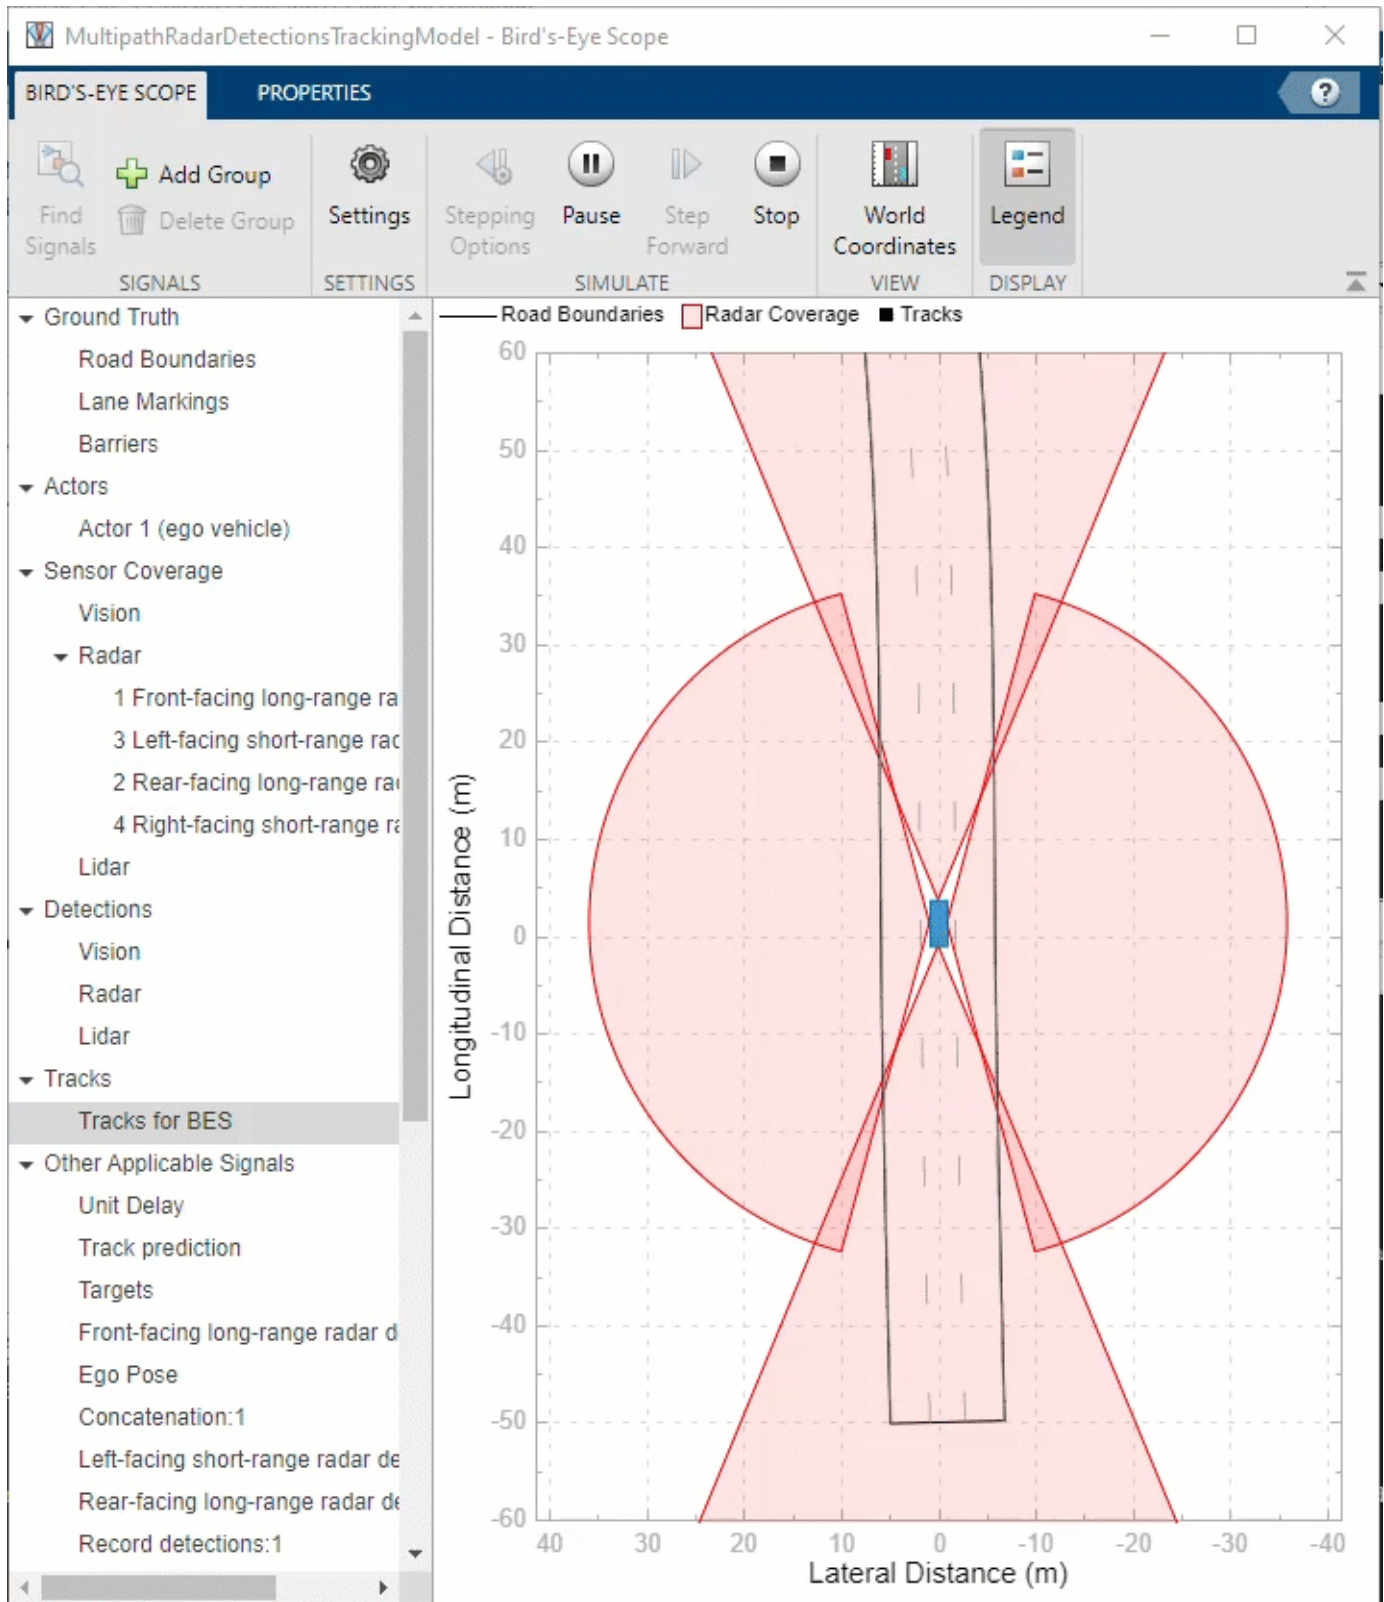 MultipathRadarDetectionsTrackingModel - Bird's-Eye Scope
BIRD'S-EYE SCOPE PROPERTIES
?
Find Signals
Add Group
Delete Group
Settings
Stepping Options
Pause
Step Forward
Stop
World Coordinates
Legend
SIGNALS SETTINGS SIMULATE VIEW DISPLAY
Ground Truth
Road Boundaries
Lane Markings
Barriers
Actors
Actor 1 (ego vehicle)
Sensor Coverage
Vision
Radar
1 Front-facing long-range ra
3 Left-facing short-range rad
2 Rear-facing long-range ra
4 Right-facing short-range ra
Lidar
Detections
Vision
Radar
Lidar
Tracks
Tracks for BES
Other Applicable Signals
Unit Delay
Track prediction
Targets
Front-facing long-range radar d
Ego Pose
Concatenation:1
Left-facing short-range radar de
Rear-facing long-range radar de
Record detections:1
Road Boundaries Radar Coverage Tracks
60
50
40
30
20
10
0
-10
-20
-30
-40
-50
-60
Longitudinal Distance (m)
40 30 20 10 0 -10 -20 -30 -40
Lateral Distance (m)